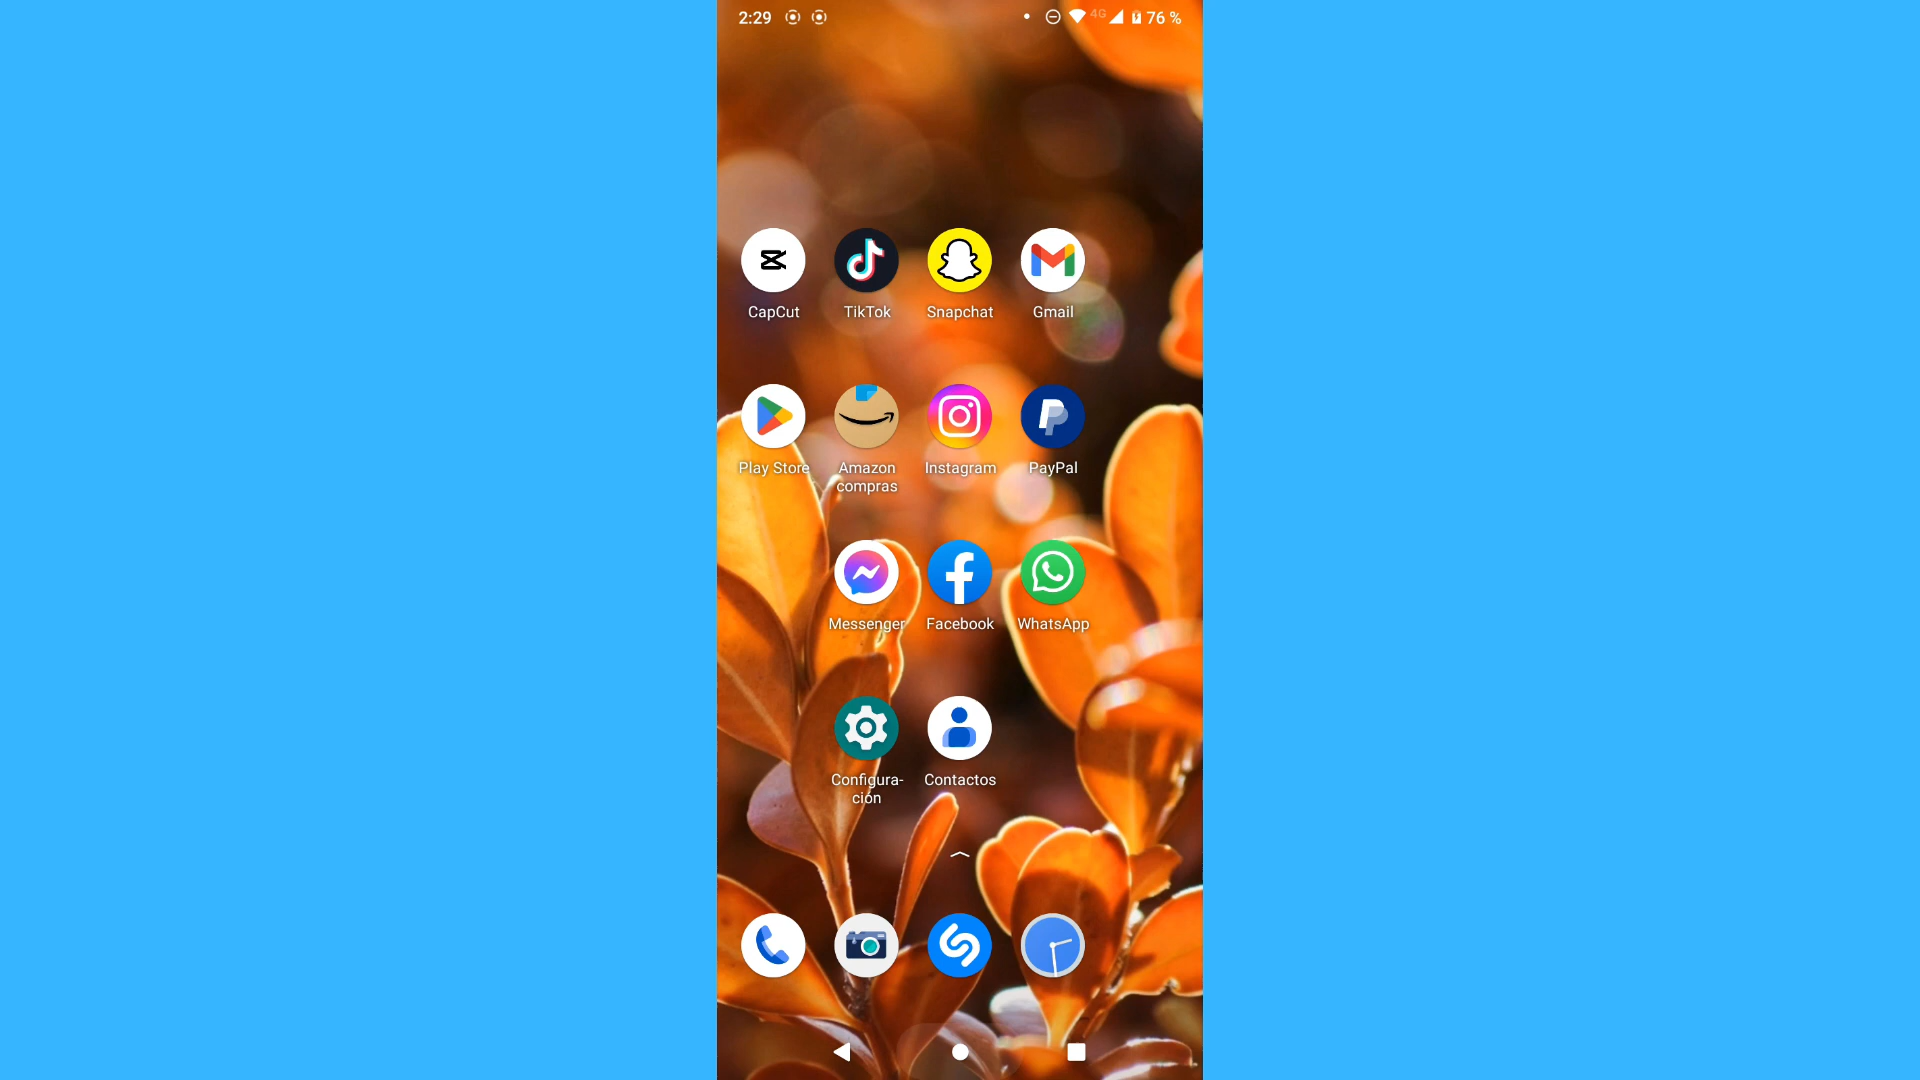 2:29 4G 76 %
CapCut TikTok Snapchat Gmail
Play Store Amazon compras Instagram PayPal
Messenger Facebook WhatsApp
Configura-
ción
Contactos